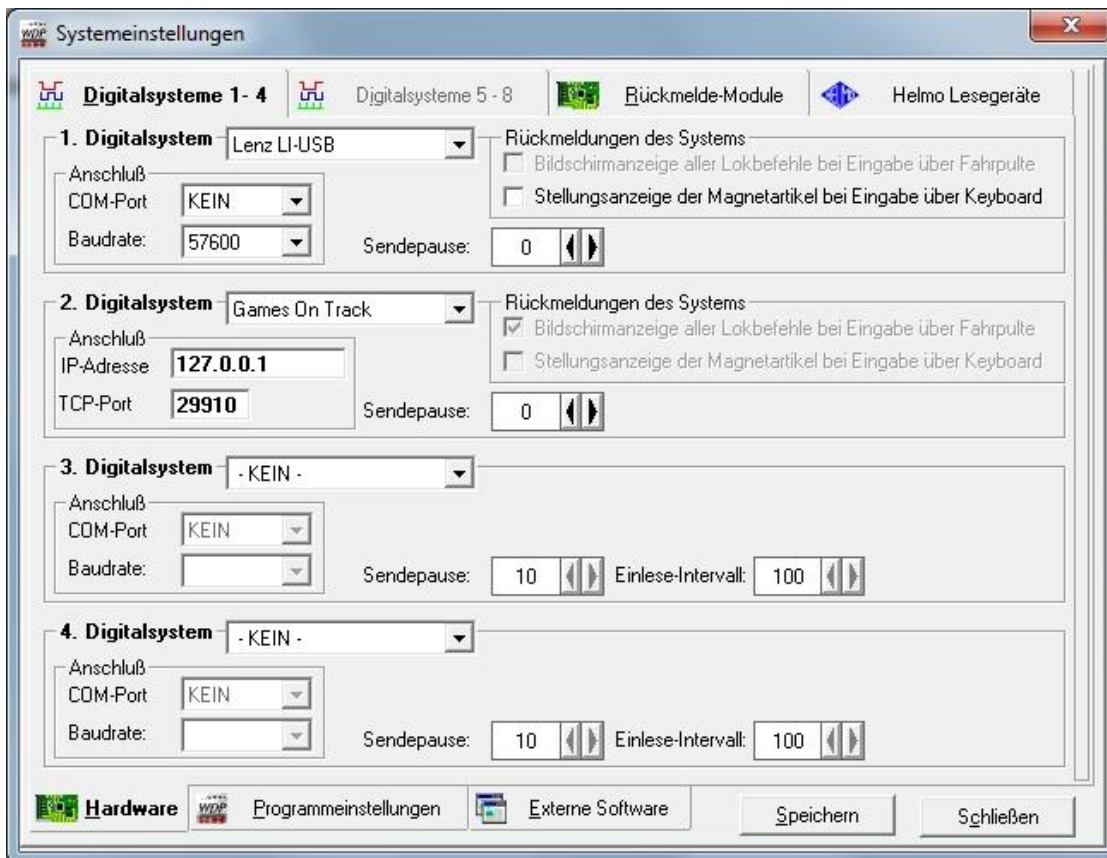 WDP Systemeinstellungen
Digitalsysteme 1- 4 Digitalsysteme 5 - 8 Rückmelde-Module Helmo Lesegeräte
1. Digitalsystem Lenz LI-USB
Rückmeldungen des Systems
Bildschirmanzeige aller Lokbefehle bei Eingabe über Fahrpulte
Stellungsanzeige der Magnetartikel bei Eingabe über Keyboard
Anschluß
COM-Port KEIN
Baudrate: 57600
Sendepause: 0
2. Digitalsystem Games On Track
Rückmeldungen des Systems
Bildschirmanzeige aller Lokbefehle bei Eingabe über Fahrpulte
Stellungsanzeige der Magnetartikel bei Eingabe über Keyboard
Anschluß
IP-Adresse 127.0.0.1
TCP-Port 29910
Sendepause: 0
3. Digitalsystem - KEIN -
Anschluß
COM-Port KEIN
Baudrate:
Sendepause: 10 Einlese-Intervall: 100
4. Digitalsystem - KEIN -
Anschluß
COM-Port KEIN
Baudrate:
Sendepause: 10 Einlese-Intervall: 100
Hardware WDP Programmeinstellungen Externe Software Speichern Schließen